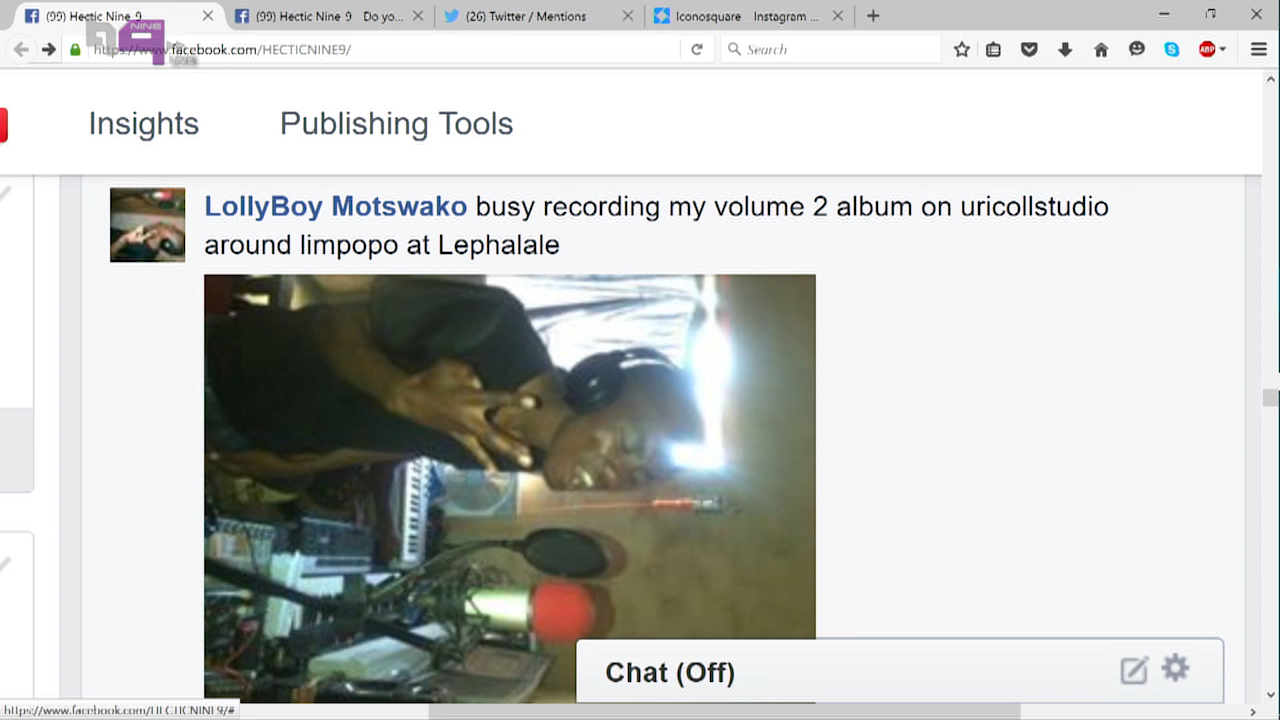 (99) Hectic Nine 9
(99) Hectic Nine 9 Do yo...
(26) Twitter / Mentions
Iconosquare Instagram ...
NINE
https://www.facebook.com/HECTICNINE9/
Search
ABP
Insights
Publishing Tools
LollyBoy Motswako busy recording my volume 2 album on uricollstudio
around limpopo at Lephalale
Chat (Off)
https://www.facebook.com/HECTICNINE9/#